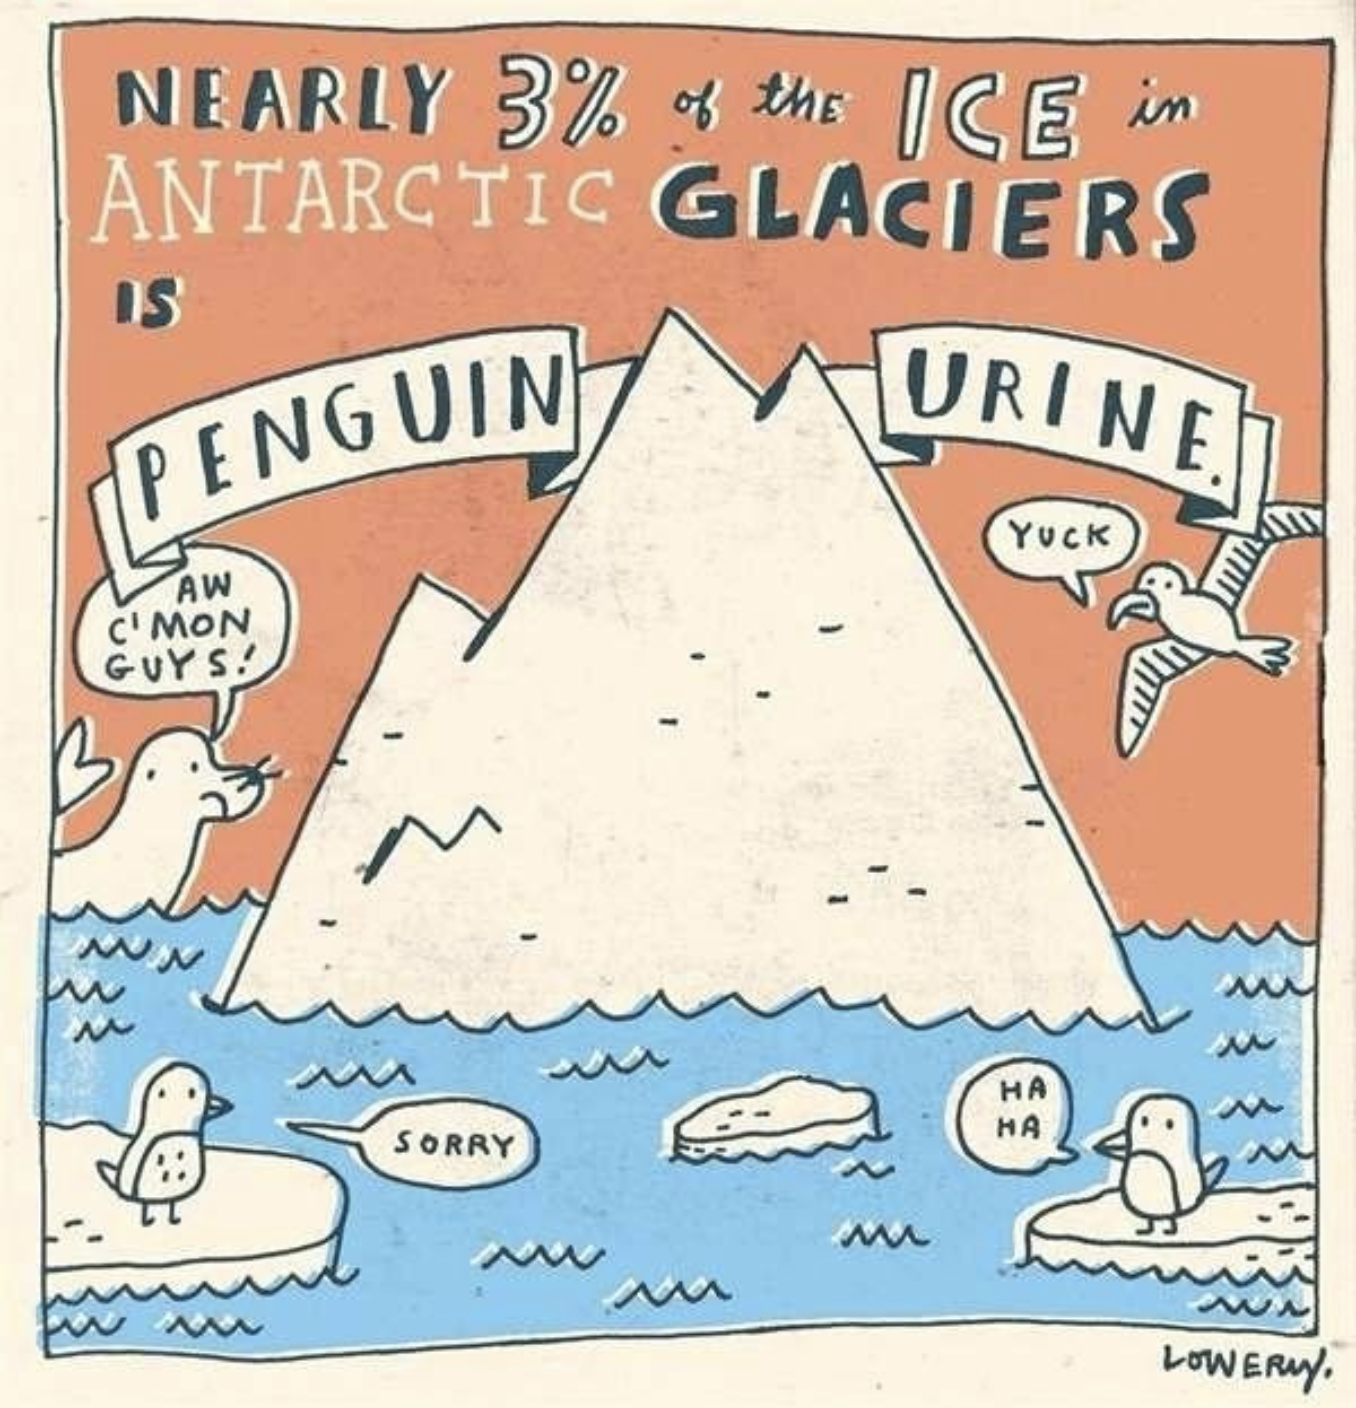 NEARLY 3% of the ICE in
ANTARCTIC GLACIERS
IS
PENGUIN URINE.
YUCK
AW
C'MON
GUYS!
SORRY
HA
HA
LOWERY.